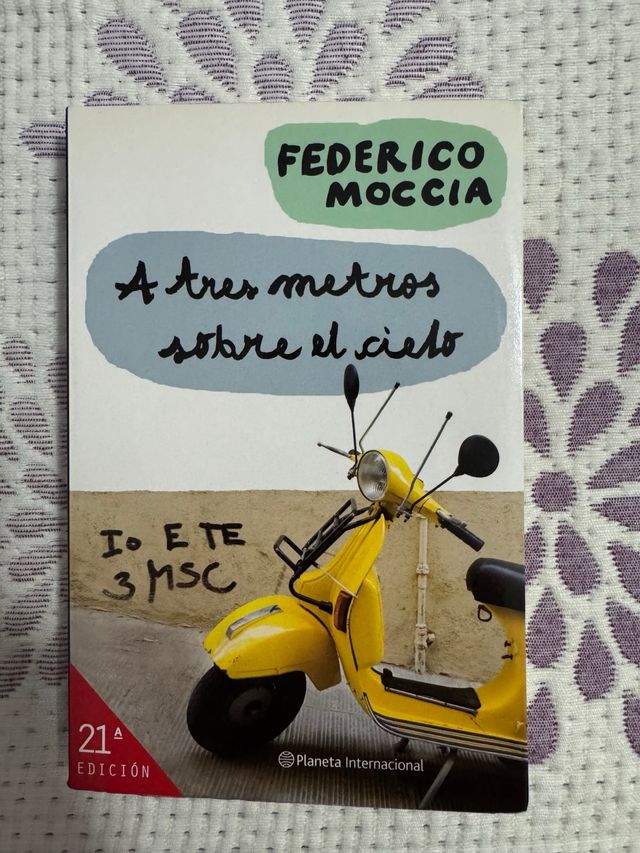 FEDERICO
MOCCIA
A tres metros
sobre el cielo
Io E TE
3 MSC
21ª
EDICIÓN
Planeta Internacional